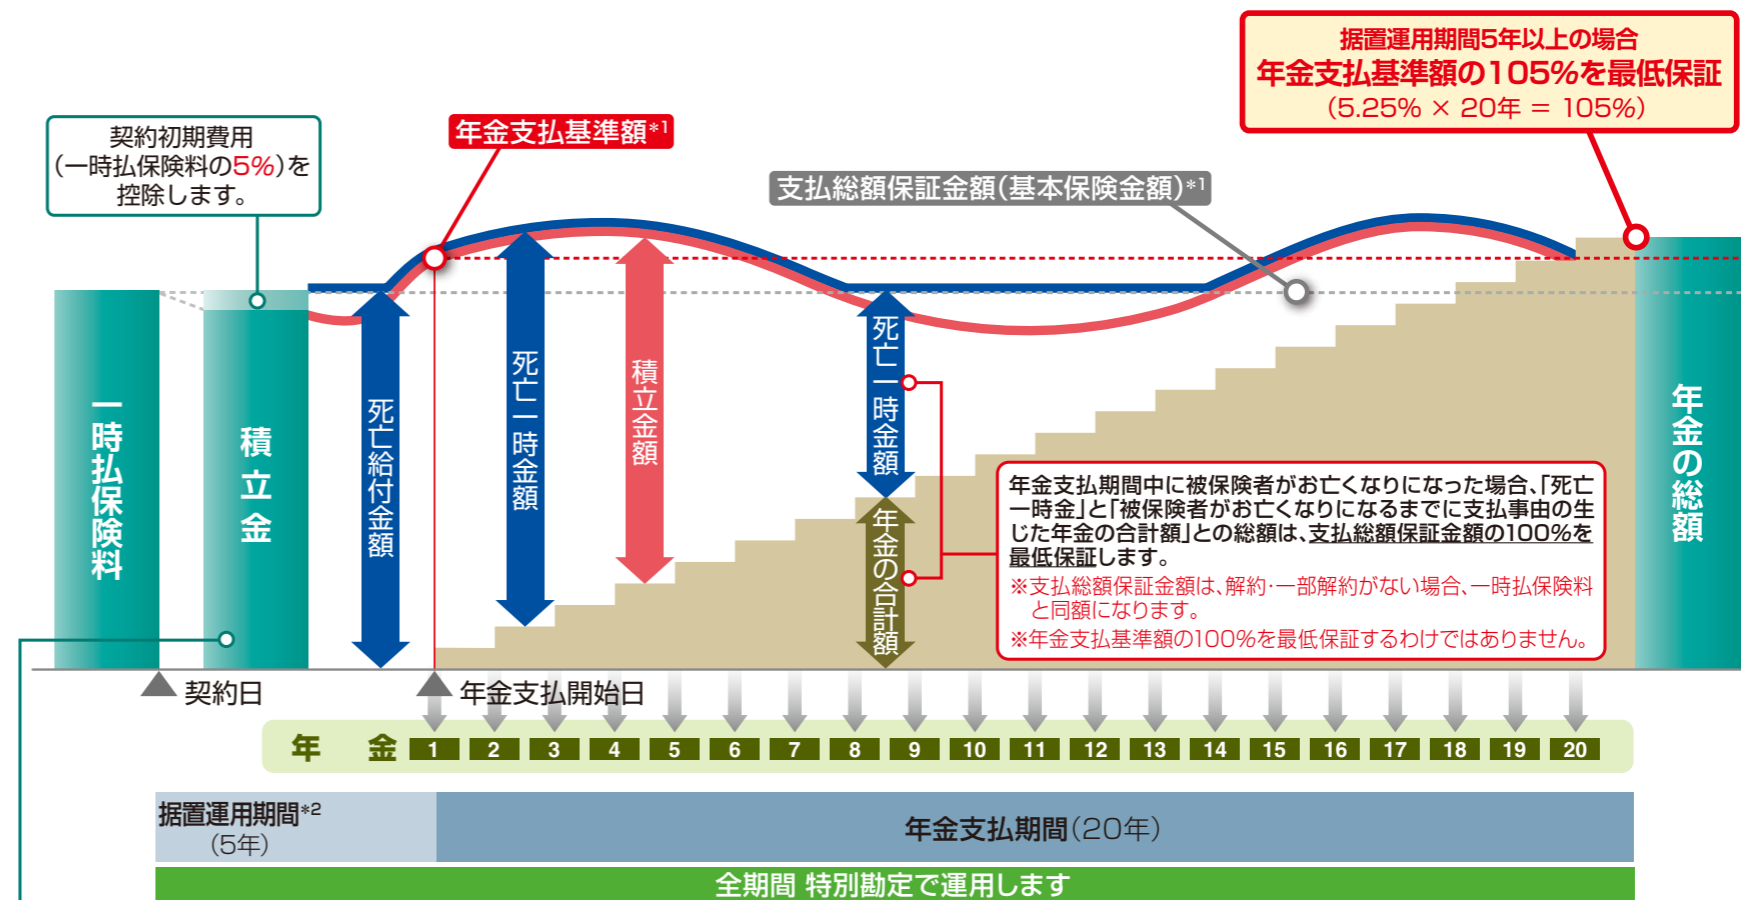 据置運用期間5年以上の場合
年金支払基準額の105%を最低保証
(5.25% × 20年 = 105%)
契約初期費用
(一時払保険料の5%)を
控除します。
年金支払基準額*1
支払総額保証金額(基本保険金額)*1
一時払保険料
積立金
死亡給付金額
死亡一時金額
積立金額
死亡一時金額
年金の合計額
年金の総額
年金支払期間中に被保険者がお亡くなりになった場合、「死亡
一時金」と「被保険者がお亡くなりになるまでに支払事由の生
じた年金の合計額」との総額は、支払総額保証金額の100%を
最低保証します。
※支払総額保証金額は、解約・一部解約がない場合、一時払保険料
と同額になります。
※年金支払基準額の100%を最低保証するわけではありません。
契約日
年金支払開始日
年 金 1 2 3 4 5 6 7 8 9 10 11 12 13 14 15 16 17 18 19 20
据置運用期間*2
(5年)
年金支払期間(20年)
全期間 特別勘定で運用します